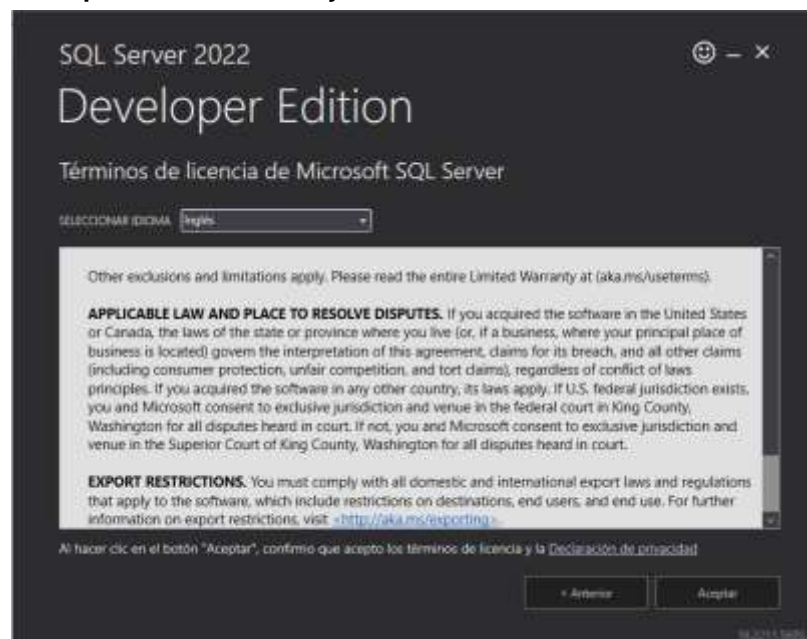 SQL Server 2022
Developer Edition
Términos de licencia de Microsoft SQL Server
SELECCIONAR IDIOMA Inglés
Other exclusions and limitations apply. Please read the entire Limited Warranty at (aka.ms/useterms).
APPLICABLE LAW AND PLACE TO RESOLVE DISPUTES. If you acquired the software in the United States
or Canada, the laws of the state or province where you live (or, if a business, where your principal place of
business is located) govern the interpretation of this agreement, claims for its breach, and all other claims
(including consumer protection, unfair competition, and tort claims), regardless of conflict of laws
principles. If you acquired the software in any other country, its laws apply. If U.S. federal jurisdiction exists,
you and Microsoft consent to exclusive jurisdiction and venue in the federal court in King County,
Washington for all disputes heard in court. If not, you and Microsoft consent to exclusive jurisdiction and
venue in the Superior Court of King County, Washington for all disputes heard in court.
EXPORT RESTRICTIONS. You must comply with all domestic and international export laws and regulations
that apply to the software, which include restrictions on destinations, end users, and end use. For further
information on export restrictions, visit <http://aka.ms/exporting>.
Al hacer clic en el botón "Aceptar", confirmo que acepto los términos de licencia y la Declaración de privacidad
< Anterior
Aceptar